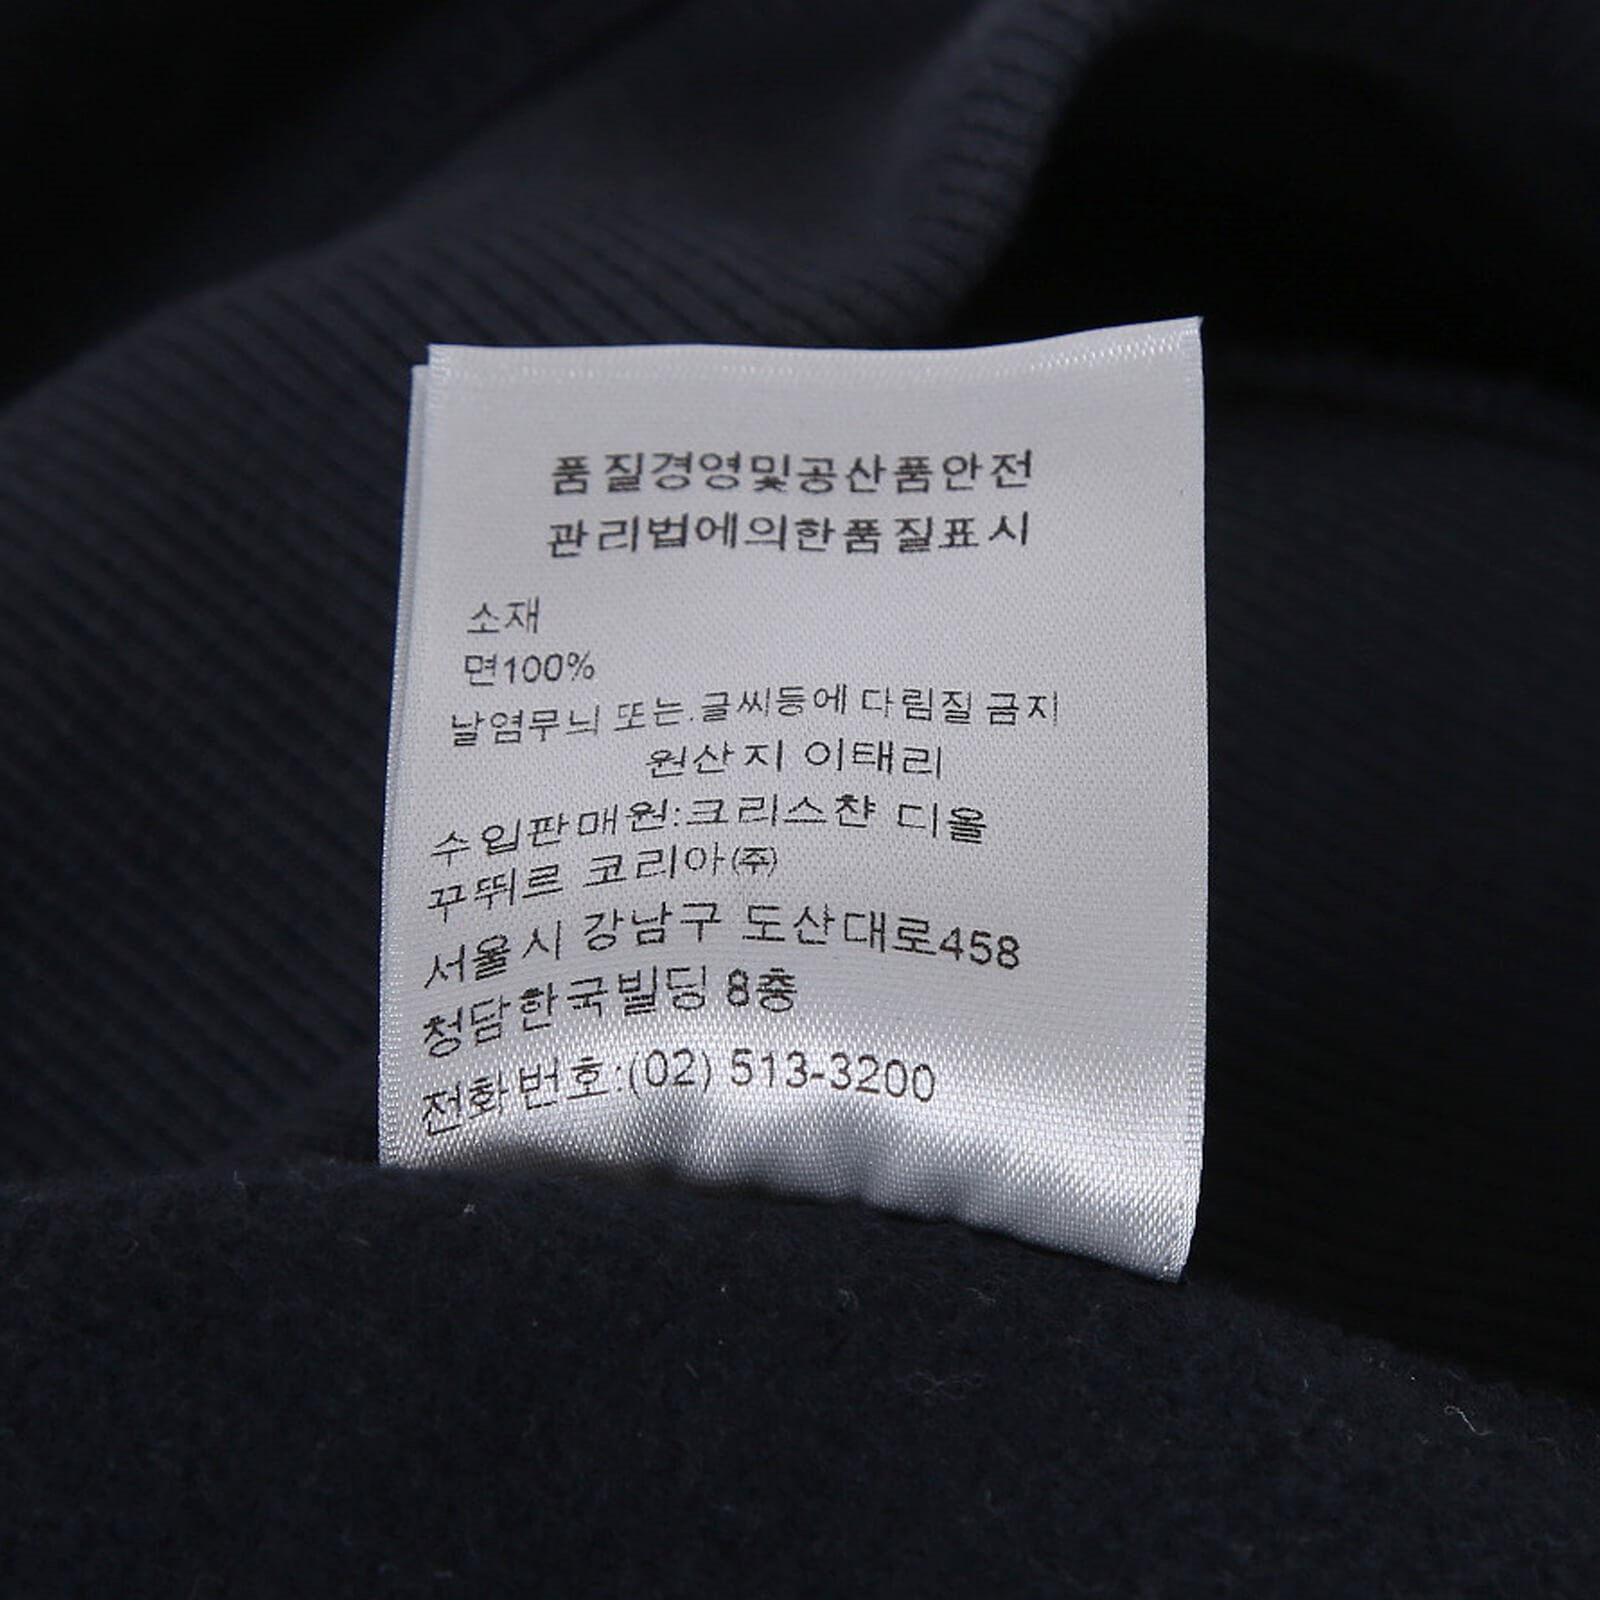 품질경영및공산품안전
관리법에의한품질표시
소재
면100%
날염무늬 또는.글씨등에 다림질 금지
원산지 이태리
수입판매원:크리스챤 디올
꾸뛰르 코리아㈜
서울시 강남구 도산대로458
청담한국빌딩 8층
전화번호:(02) 513-3200